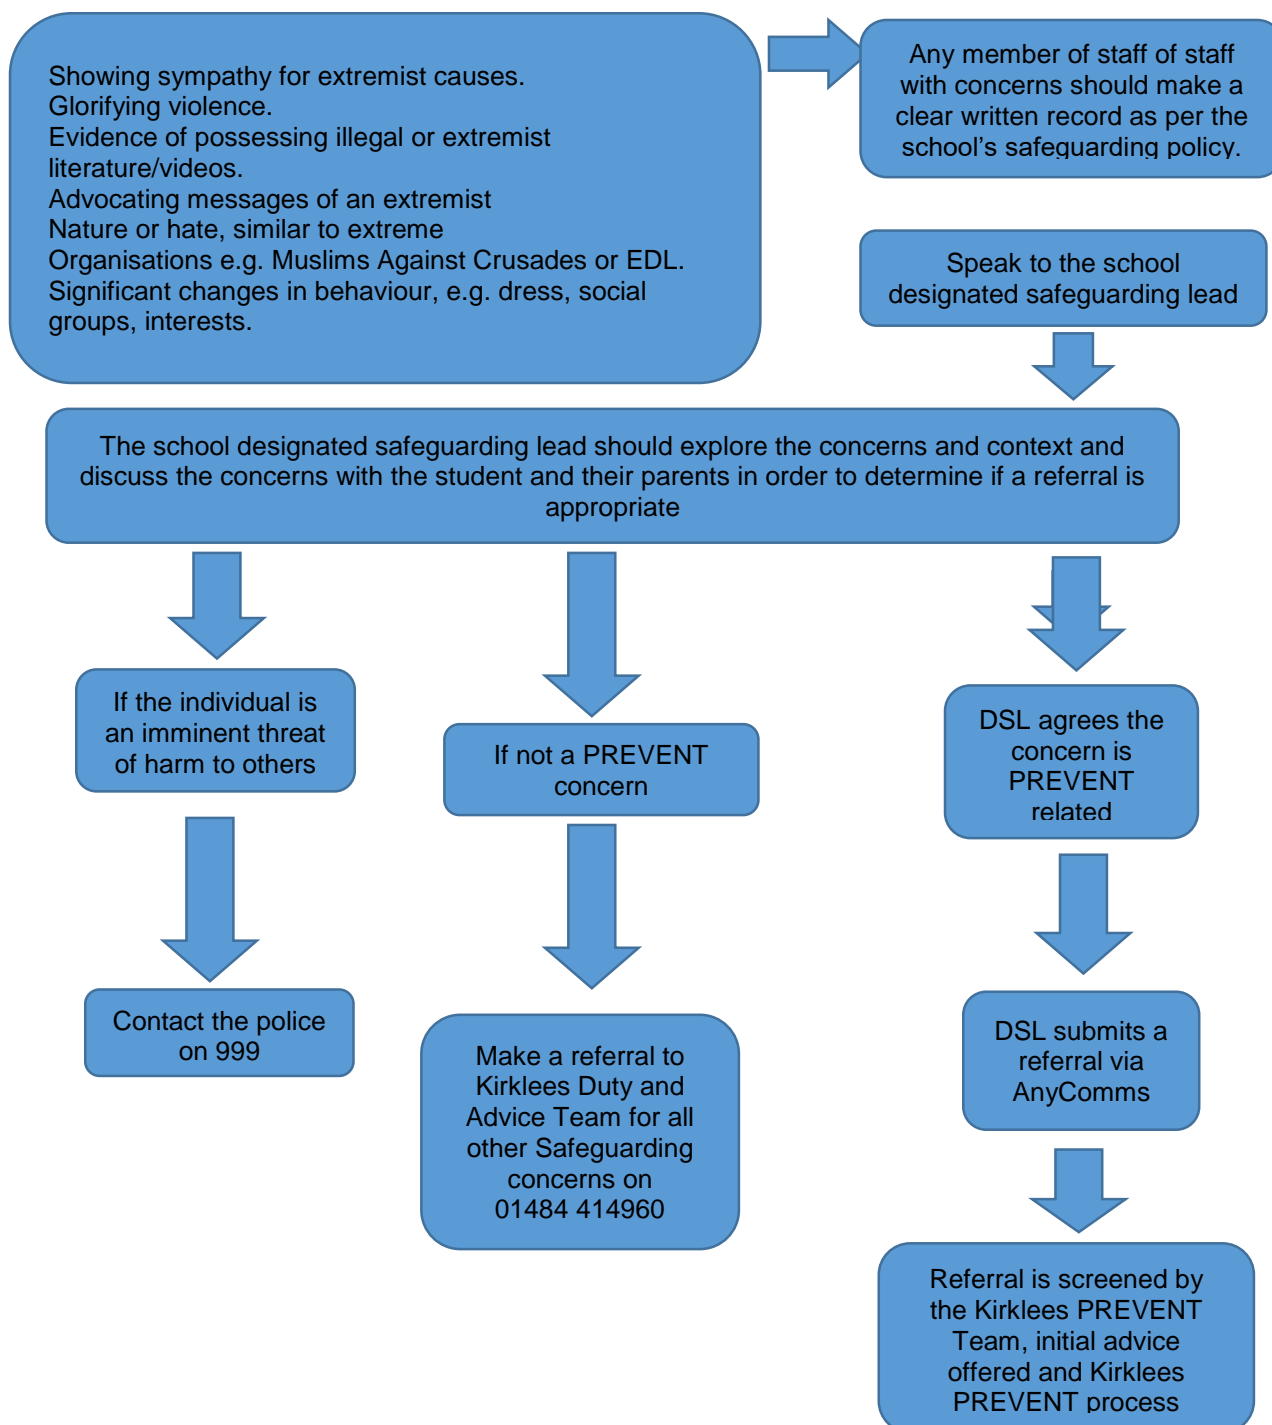 Showing sympathy for extremist causes.
Glorifying violence.
Evidence of possessing illegal or extremist
literature/videos.
Advocating messages of an extremist
Nature or hate, similar to extreme
Organisations e.g. Muslims Against Crusades or EDL.
Significant changes in behaviour, e.g. dress, social
groups, interests.
Any member of staff of staff
with concerns should make a
clear written record as per the
school’s safeguarding policy.
Speak to the school
designated safeguarding lead
The school designated safeguarding lead should explore the concerns and context and
discuss the concerns with the student and their parents in order to determine if a referral is
appropriate
If the individual is
an imminent threat
of harm to others
If not a PREVENT
concern
DSL agrees the
concern is
PREVENT
related
Contact the police
on 999
Make a referral to
Kirklees Duty and
Advice Team for all
other Safeguarding
concerns on
01484 414960
DSL submits a
referral via
AnyComms
Referral is screened by
the Kirklees PREVENT
Team, initial advice
offered and Kirklees
PREVENT process